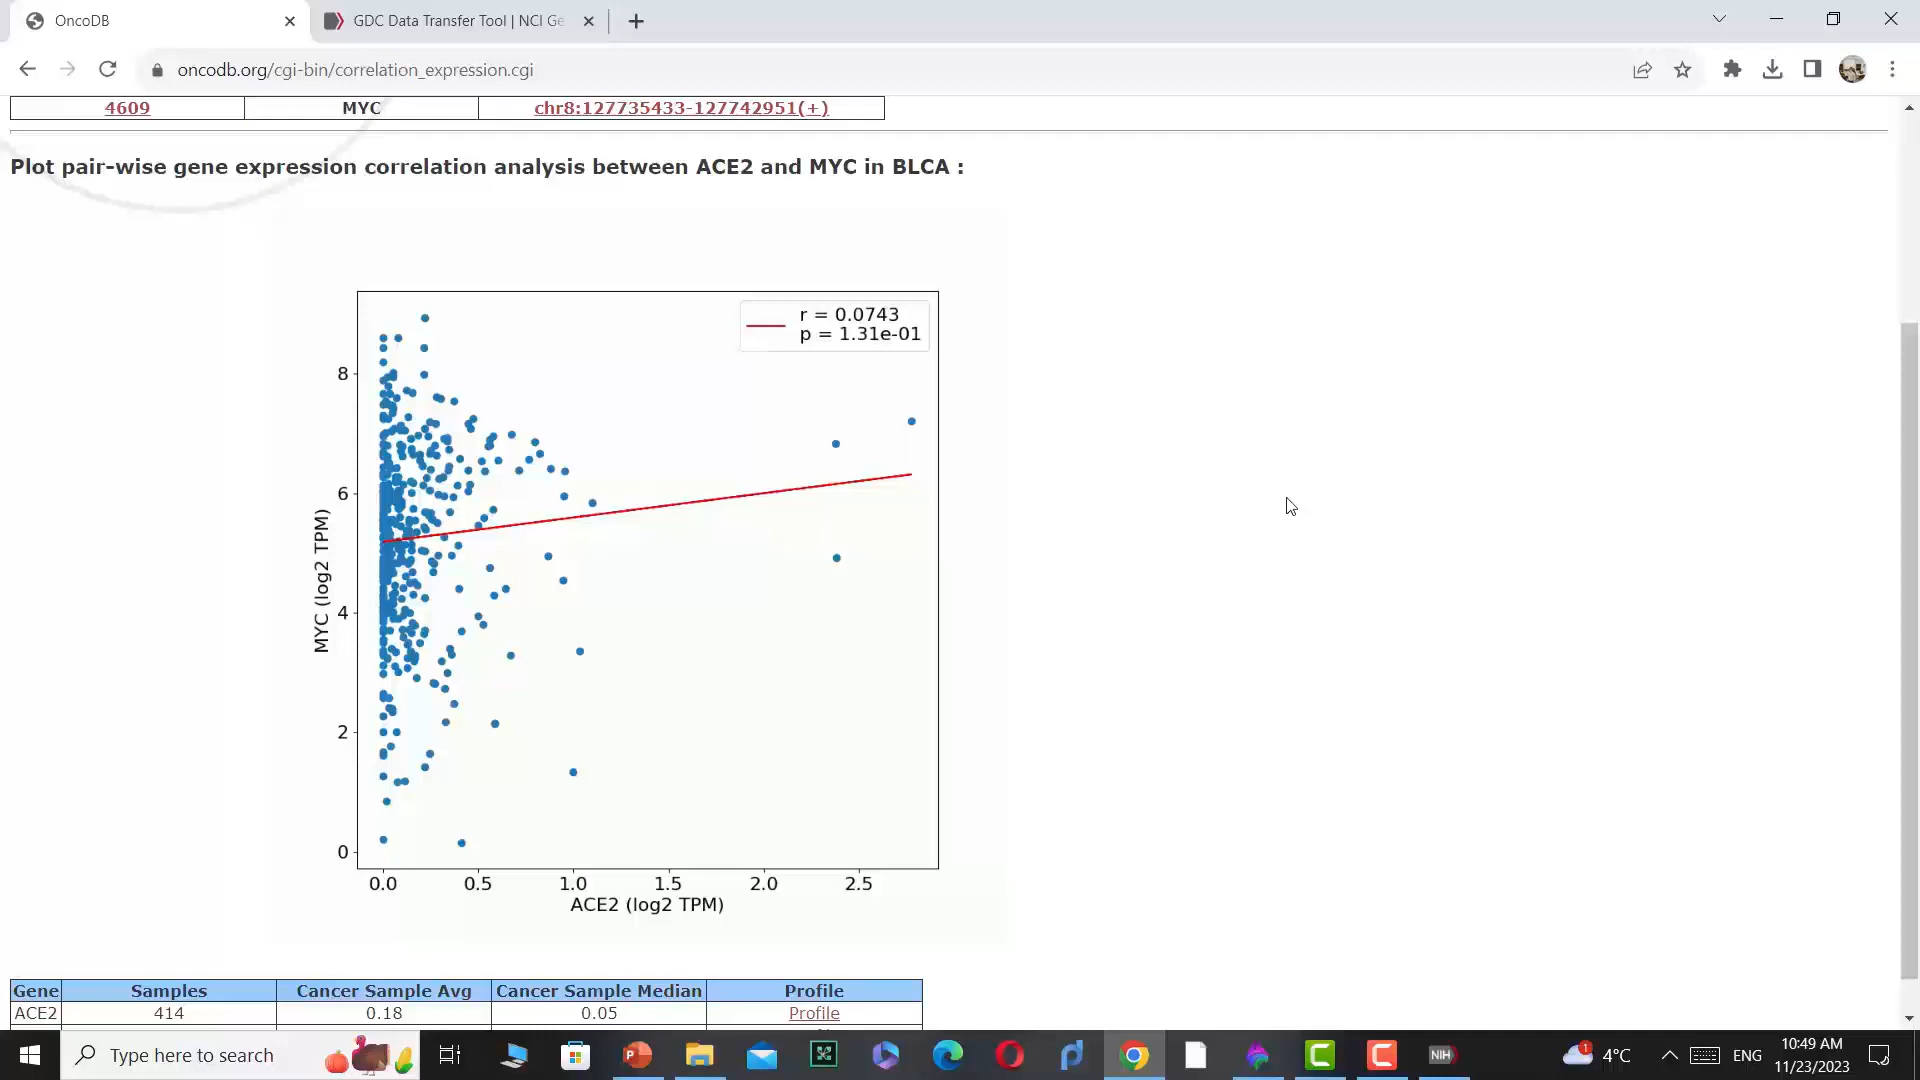 OncoDB
GDC Data Transfer Tool | NCI Ge
oncodb.org/cgi-bin/correlation_expression.cgi
4609 MYC chr8:127735433-127742951(+)
Plot pair-wise gene expression correlation analysis between ACE2 and MYC in BLCA :
r = 0.0743
p = 1.31e-01
8
6
4
2
0
MYC (log2 TPM)
0.0 0.5 1.0 1.5 2.0 2.5
ACE2 (log2 TPM)
Gene Samples Cancer Sample Avg Cancer Sample Median Profile
ACE2 414 0.18 0.05 Profile
Type here to search
P
X
NIH
1
4°C
ENG
10:49 AM
11/23/2023